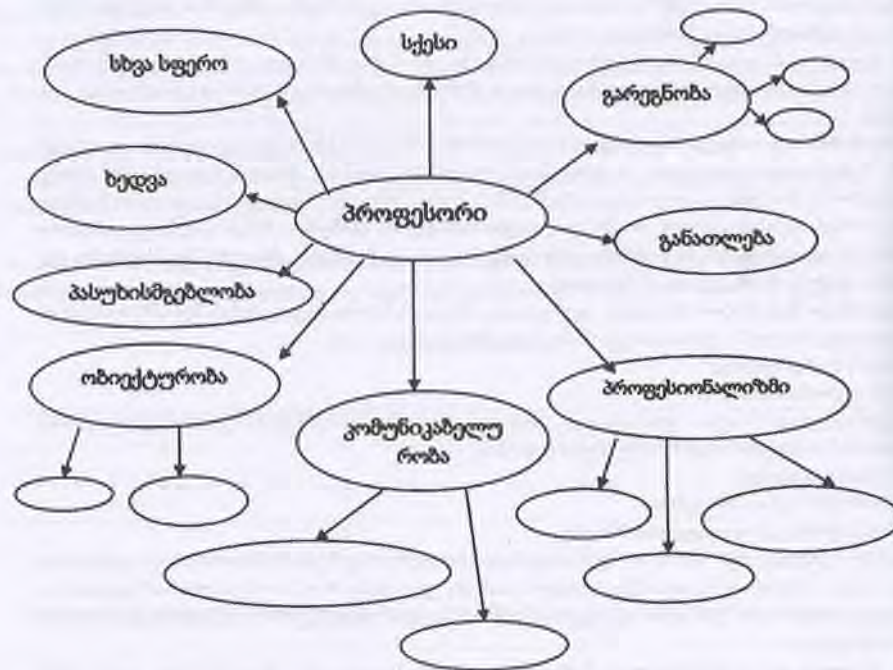 სქესი
სხვა სფერო
გარეგნობა
ხედვა
პროფესორი
განათლება
პასუხისმგებლობა
ობიექტურობა
პროფესიონალიზმი
კომუნიკაბელუ
რობა